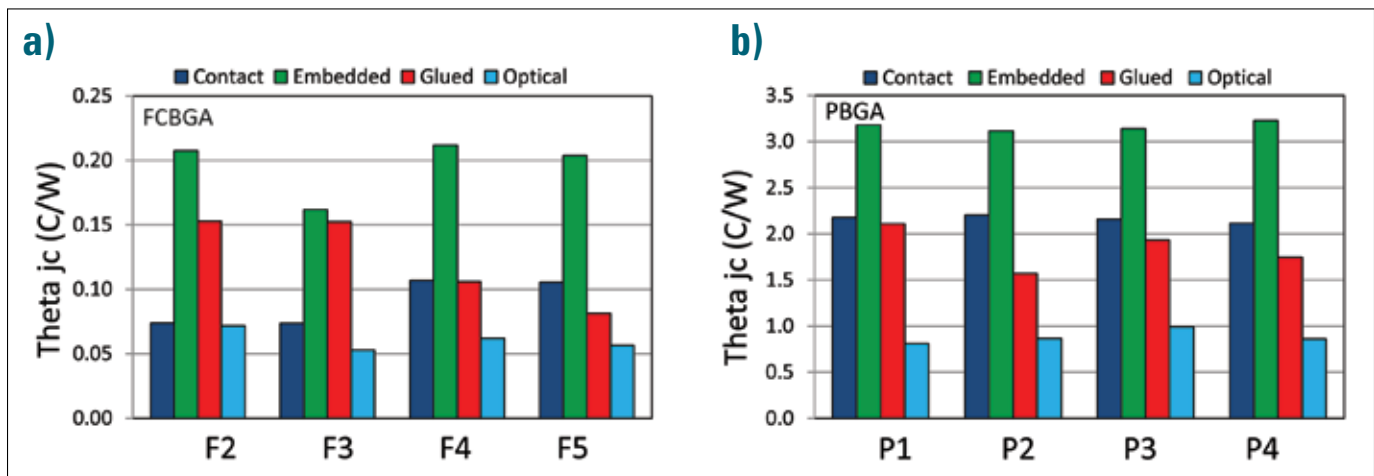 a)
Contact Embedded Glued Optical
FCBGA
Theta jc (C/W)
0.25
0.20
0.15
0.10
0.05
0.00
F2 F3 F4 F5
b)
Contact Embedded Glued Optical
PBGA
Theta jc (C/W)
3.5
3.0
2.5
2.0
1.5
1.0
0.5
0.0
P1 P2 P3 P4